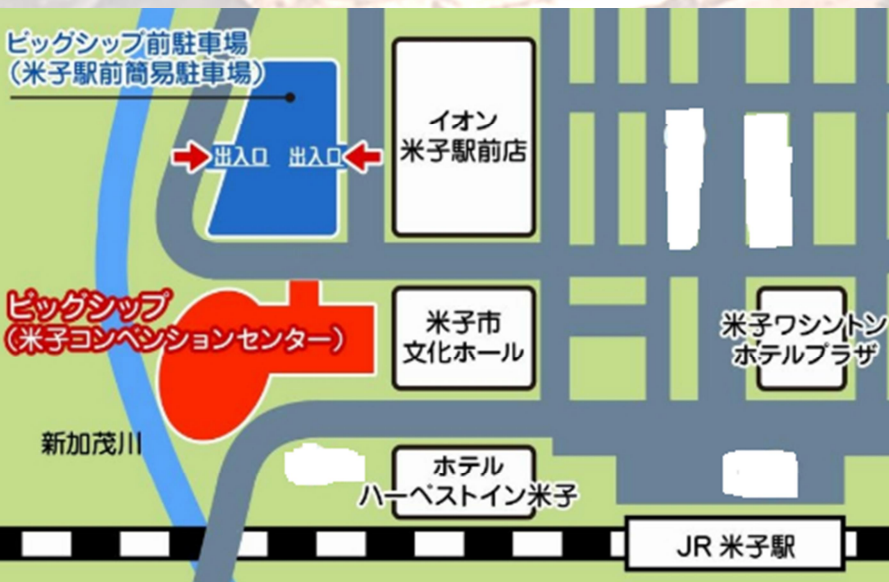 ビッグシップ前駐車場
（米子駅前簡易駐車場）
出入口 出入口
イオン
米子駅前店
ビッグシップ
（米子コンベンションセンター）
米子市
文化ホール
米子ワシントン
ホテルプラザ
新加茂川
ホテル
ハーベストイン米子
JR 米子駅